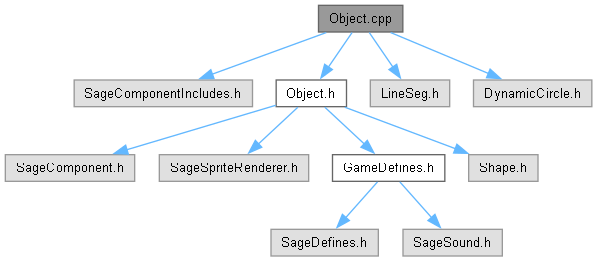 Object.cpp
SageComponentIncludes.h
Object.h
LineSeg.h
DynamicCircle.h
SageComponent.h
SageSpriteRenderer.h
GameDefines.h
Shape.h
SageDefines.h
SageSound.h